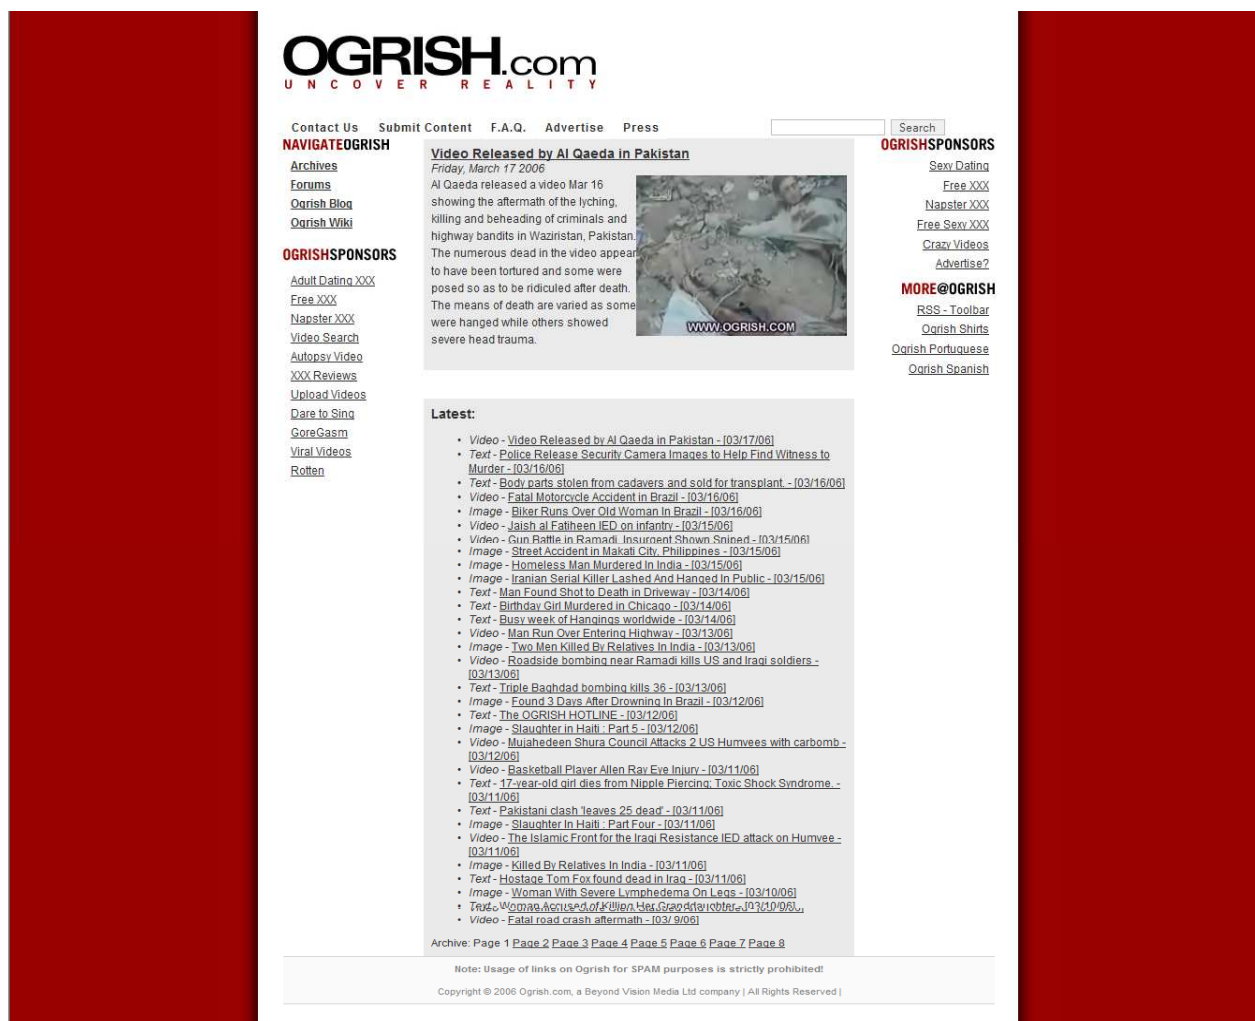 OGRISH.com
UNCOVER REALITY
Contact Us Submit Content F.A.Q. Advertise Press Search
NAVIGATEOGRISH
Archives
Forums
Ogrish Blog
Ogrish Wiki
OGRISHSPONSORS
Adult Dating XXX
Free XXX
Napster XXX
Video Search
Autopsy Video
XXX Reviews
Upload Videos
Dare to Sing
GoreGasm
Viral Videos
Rotten
Video Released by Al Qaeda in Pakistan
Friday, March 17 2006
Al Qaeda released a video Mar 16
showing the aftermath of the lyching,
killing and beheading of criminals and
highway bandits in Waziristan, Pakistan.
The numerous dead in the video appear
to have been tortured and some were
posed so as to be ridiculed after death.
The means of death are varied as some
were hanged while others showed
severe head trauma.
WWW.OGRISH.COM
Latest:
• Video - Video Released by Al Qaeda in Pakistan - [03/17/06]
• Text - Police Release Security Camera Images to Help Find Witness to
Murder - [03/16/06]
• Text - Body parts stolen from cadavers and sold for transplant. - [03/16/06]
• Video - Fatal Motorcycle Accident in Brazil - [03/16/06]
• Image - Biker Runs Over Old Woman In Brazil - [03/16/06]
• Video - Jaish al Fatiheen IED on infantry - [03/15/06]
• Video - Gun Battle in Ramadi, Insurgent Shown Sniped - [03/15/06]
• Image - Street Accident in Makati City, Philippines - [03/15/06]
• Image - Homeless Man Murdered In India - [03/15/06]
• Image - Iranian Serial Killer Lashed And Hanged In Public - [03/15/06]
• Text - Man Found Shot to Death in Driveway - [03/14/06]
• Text - Birthday Girl Murdered in Chicago - [03/14/06]
• Text - Busy week of Hangings worldwide - [03/14/06]
• Video - Man Run Over Entering Highway - [03/13/06]
• Image - Two Men Killed By Relatives In India - [03/13/06]
• Video - Roadside bombing near Ramadi kills US and Iraqi soldiers -
[03/13/06]
• Text - Triple Baghdad bombing kills 36 - [03/13/06]
• Image - Found 3 Days After Drowning In Brazil - [03/12/06]
• Text - The OGRISH HOTLINE - [03/12/06]
• Image - Slaughter in Haiti : Part 5 - [03/12/06]
• Video - Mujahedeen Shura Council Attacks 2 US Humvees with carbomb -
[03/12/06]
• Video - Basketball Player Allen Ray Eye Injury - [03/11/06]
• Text - 17-year-old girl dies from Nipple Piercing; Toxic Shock Syndrome. -
[03/11/06]
• Text - Pakistani clash 'leaves 25 dead' - [03/11/06]
• Image - Slaughter In Haiti : Part Four - [03/11/06]
• Video - The Islamic Front for the Iraqi Resistance IED attack on Humvee -
[03/11/06]
• Image - Killed By Relatives In India - [03/11/06]
• Text - Hostage Tom Fox found dead in Iraq - [03/11/06]
• Image - Woman With Severe Lymphedema On Legs - [03/10/06]
• Text - Woman Accused of Killing Her Granddaughter - [03/10/06]
• Video - Fatal road crash aftermath - [03/ 9/06]
Archive: Page 1 Page 2 Page 3 Page 4 Page 5 Page 6 Page 7 Page 8
OGRISHSPONSORS
Sexy Dating
Free XXX
Napster XXX
Free Sexy XXX
Crazy Videos
Advertise?
MORE@OGRISH
RSS - Toolbar
Ogrish Shirts
Ogrish Portuguese
Ogrish Spanish
Note: Usage of links on Ogrish for SPAM purposes is strictly prohibited!
Copyright © 2006 Ogrish.com, a Beyond Vision Media Ltd company | All Rights Reserved |